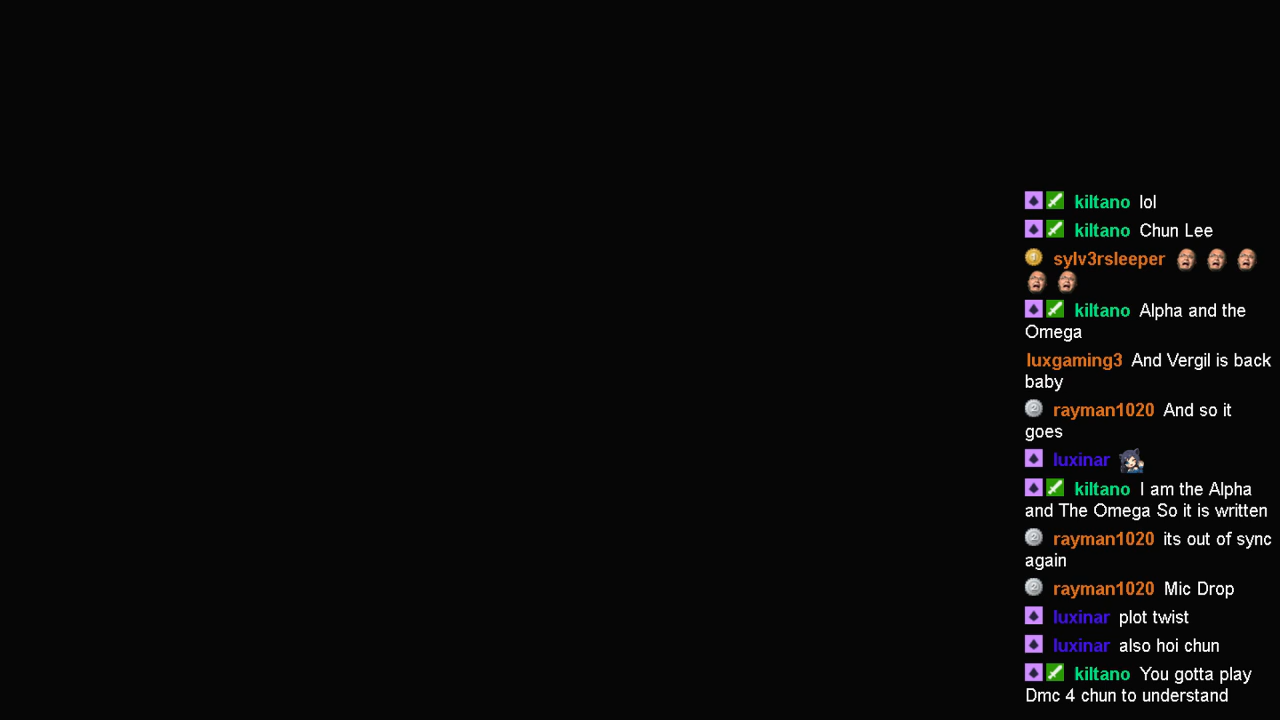 kiltano lol
kiltano Chun Lee
sylv3rsleeper
kiltano Alpha and the
Omega
luxgaming3 And Vergil is back
baby
rayman1020 And so it
goes
luxinar
kiltano I am the Alpha
and The Omega So it is written
rayman1020 its out of sync
again
rayman1020 Mic Drop
luxinar plot twist
luxinar also hoi chun
kiltano You gotta play
Dmc 4 chun to understand